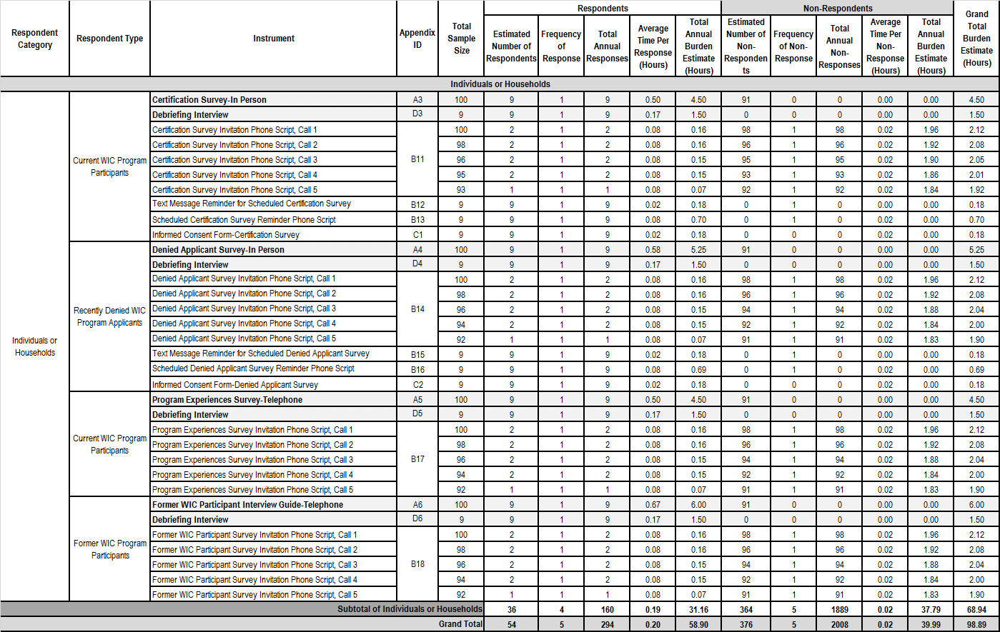 Respondent Category | Respondent Type | Instrument | Appendix ID | Total Sample Size | Respondents | Non-Respondents | Grand Total Burden Estimate (Hours)
Estimated Number of Respondents | Frequency of Response | Total Annual Responses | Average Time Per Response (Hours) | Total Annual Burden Estimate (Hours) | Estimated Number of Non-Respondents | Frequency of Non-Response | Total Annual Non-Responses | Average Time Per Non-Response (Hours) | Total Annual Burden Estimate (Hours)
Individuals or Households
Individuals or Households
Current WIC Program Participants
Certification Survey-In Person | A3 | 100 | 9 | 1 | 9 | 0.50 | 4.50 | 91 | 0 | 0 | 0.00 | 0.00 | 4.50
Debriefing Interview | D3 | 9 | 9 | 1 | 9 | 0.17 | 1.50 | 0 | 0 | 0 | 0.00 | 0.00 | 1.50
Certification Survey Invitation Phone Script, Call 1 | B11 | 100 | 2 | 1 | 2 | 0.08 | 0.16 | 98 | 1 | 98 | 0.02 | 1.96 | 2.12
Certification Survey Invitation Phone Script, Call 2 | 98 | 2 | 1 | 2 | 0.08 | 0.16 | 96 | 1 | 96 | 0.02 | 1.92 | 2.08
Certification Survey Invitation Phone Script, Call 3 | 96 | 2 | 1 | 2 | 0.08 | 0.15 | 95 | 1 | 95 | 0.02 | 1.90 | 2.05
Certification Survey Invitation Phone Script, Call 4 | 95 | 2 | 1 | 2 | 0.08 | 0.15 | 93 | 1 | 93 | 0.02 | 1.86 | 2.01
Certification Survey Invitation Phone Script, Call 5 | 93 | 1 | 1 | 1 | 0.08 | 0.07 | 92 | 1 | 92 | 0.02 | 1.84 | 1.92
Text Message Reminder for Scheduled Certification Survey | B12 | 9 | 9 | 1 | 9 | 0.02 | 0.18 | 0 | 1 | 0 | 0.02 | 0.00 | 0.18
Scheduled Certification Survey Reminder Phone Script | B13 | 9 | 9 | 1 | 9 | 0.08 | 0.70 | 0 | 1 | 0 | 0.02 | 0.00 | 0.70
Informed Consent Form-Certification Survey | C1 | 9 | 9 | 1 | 9 | 0.02 | 0.18 | 0 | 0 | 0 | 0.02 | 0.00 | 0.18
Recently Denied WIC Program Applicants
Denied Applicant Survey-In Person | A4 | 100 | 9 | 1 | 9 | 0.58 | 5.25 | 91 | 0 | 0 | 0.00 | 0.00 | 5.25
Debriefing Interview | D4 | 9 | 9 | 1 | 9 | 0.17 | 1.50 | 0 | 0 | 0 | 0.00 | 0.00 | 1.50
Denied Applicant Survey Invitation Phone Script, Call 1 | B14 | 100 | 2 | 1 | 2 | 0.08 | 0.16 | 98 | 1 | 98 | 0.02 | 1.96 | 2.12
Denied Applicant Survey Invitation Phone Script, Call 2 | 98 | 2 | 1 | 2 | 0.08 | 0.16 | 96 | 1 | 96 | 0.02 | 1.92 | 2.08
Denied Applicant Survey Invitation Phone Script, Call 3 | 96 | 2 | 1 | 2 | 0.08 | 0.15 | 94 | 1 | 94 | 0.02 | 1.88 | 2.04
Denied Applicant Survey Invitation Phone Script, Call 4 | 94 | 2 | 1 | 2 | 0.08 | 0.15 | 92 | 1 | 92 | 0.02 | 1.84 | 2.00
Denied Applicant Survey Invitation Phone Script, Call 5 | 92 | 1 | 1 | 1 | 0.08 | 0.07 | 91 | 1 | 91 | 0.02 | 1.83 | 1.90
Text Message Reminder for Scheduled Denied Applicant Survey | B15 | 9 | 9 | 1 | 9 | 0.02 | 0.18 | 0 | 1 | 0 | 0.00 | 0.00 | 0.18
Scheduled Denied Applicant Survey Reminder Phone Script | B16 | 9 | 9 | 1 | 9 | 0.08 | 0.69 | 0 | 1 | 0 | 0.02 | 0.00 | 0.69
Informed Consent Form-Denied Applicant Survey | C2 | 9 | 9 | 1 | 9 | 0.02 | 0.18 | 0 | 0 | 0 | 0.02 | 0.00 | 0.18
Current WIC Program Participants
Program Experiences Survey-Telephone | A5 | 100 | 9 | 1 | 9 | 0.50 | 4.50 | 91 | 0 | 0 | 0.00 | 0.00 | 4.50
Debriefing Interview | D5 | 9 | 9 | 1 | 9 | 0.17 | 1.50 | 0 | 0 | 0 | 0.00 | 0.00 | 1.50
Program Experiences Survey Invitation Phone Script, Call 1 | B17 | 100 | 2 | 1 | 2 | 0.08 | 0.16 | 98 | 1 | 98 | 0.02 | 1.96 | 2.12
Program Experiences Survey Invitation Phone Script, Call 2 | 98 | 2 | 1 | 2 | 0.08 | 0.16 | 96 | 1 | 96 | 0.02 | 1.92 | 2.08
Program Experiences Survey Invitation Phone Script, Call 3 | 96 | 2 | 1 | 2 | 0.08 | 0.15 | 94 | 1 | 94 | 0.02 | 1.88 | 2.04
Program Experiences Survey Invitation Phone Script, Call 4 | 94 | 2 | 1 | 2 | 0.08 | 0.15 | 92 | 1 | 92 | 0.02 | 1.84 | 2.00
Program Experiences Survey Invitation Phone Script, Call 5 | 92 | 1 | 1 | 1 | 0.08 | 0.07 | 91 | 1 | 91 | 0.02 | 1.83 | 1.90
Former WIC Program Participants
Former WIC Participant Interview Guide-Telephone | A6 | 100 | 9 | 1 | 9 | 0.67 | 6.00 | 91 | 0 | 0 | 0.00 | 0.00 | 6.00
Debriefing Interview | D6 | 9 | 9 | 1 | 9 | 0.17 | 1.50 | 0 | 0 | 0 | 0.00 | 0.00 | 1.50
Former WIC Participant Survey Invitation Phone Script, Call 1 | B18 | 100 | 2 | 1 | 2 | 0.08 | 0.16 | 98 | 1 | 98 | 0.02 | 1.96 | 2.12
Former WIC Participant Survey Invitation Phone Script, Call 2 | 98 | 2 | 1 | 2 | 0.08 | 0.16 | 96 | 1 | 96 | 0.02 | 1.92 | 2.08
Former WIC Participant Survey Invitation Phone Script, Call 3 | 96 | 2 | 1 | 2 | 0.08 | 0.15 | 94 | 1 | 94 | 0.02 | 1.88 | 2.04
Former WIC Participant Survey Invitation Phone Script, Call 4 | 94 | 2 | 1 | 2 | 0.08 | 0.15 | 92 | 1 | 92 | 0.02 | 1.84 | 2.00
Former WIC Participant Survey Invitation Phone Script, Call 5 | 92 | 1 | 1 | 1 | 0.08 | 0.07 | 91 | 1 | 91 | 0.02 | 1.83 | 1.90
Subtotal of Individuals or Households | 36 | 4 | 160 | 0.19 | 31.16 | 364 | 5 | 1889 | 0.02 | 37.79 | 68.94
Grand Total | 54 | 5 | 294 | 0.20 | 58.90 | 376 | 5 | 2008 | 0.02 | 39.99 | 98.89